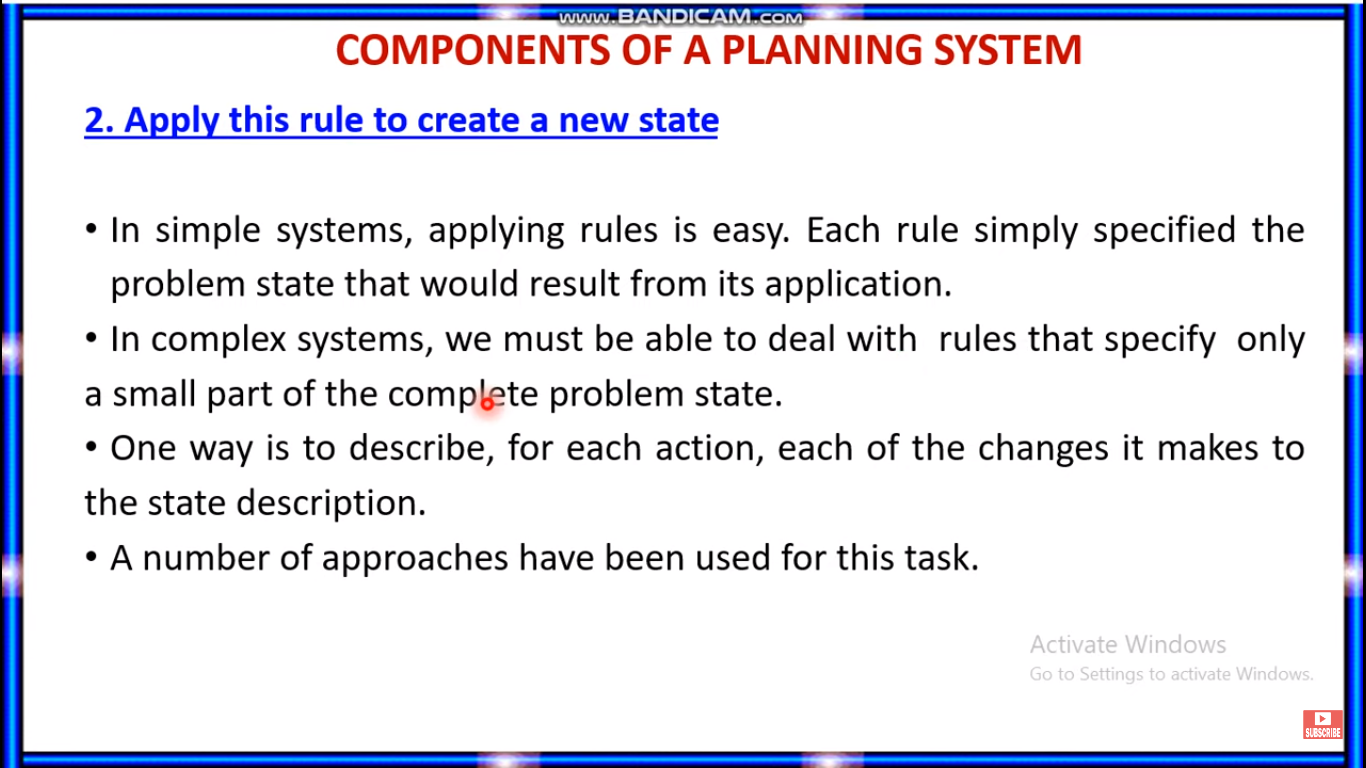 www.BANDICAM.com
COMPONENTS OF A PLANNING SYSTEM
2. Apply this rule to create a new state
• In simple systems, applying rules is easy. Each rule simply specified the
problem state that would result from its application.
• In complex systems, we must be able to deal with rules that specify only
a small part of the complete problem state.
• One way is to describe, for each action, each of the changes it makes to
the state description.
• A number of approaches have been used for this task.
Activate Windows
Go to Settings to activate Windows.
SUBSCRIBE